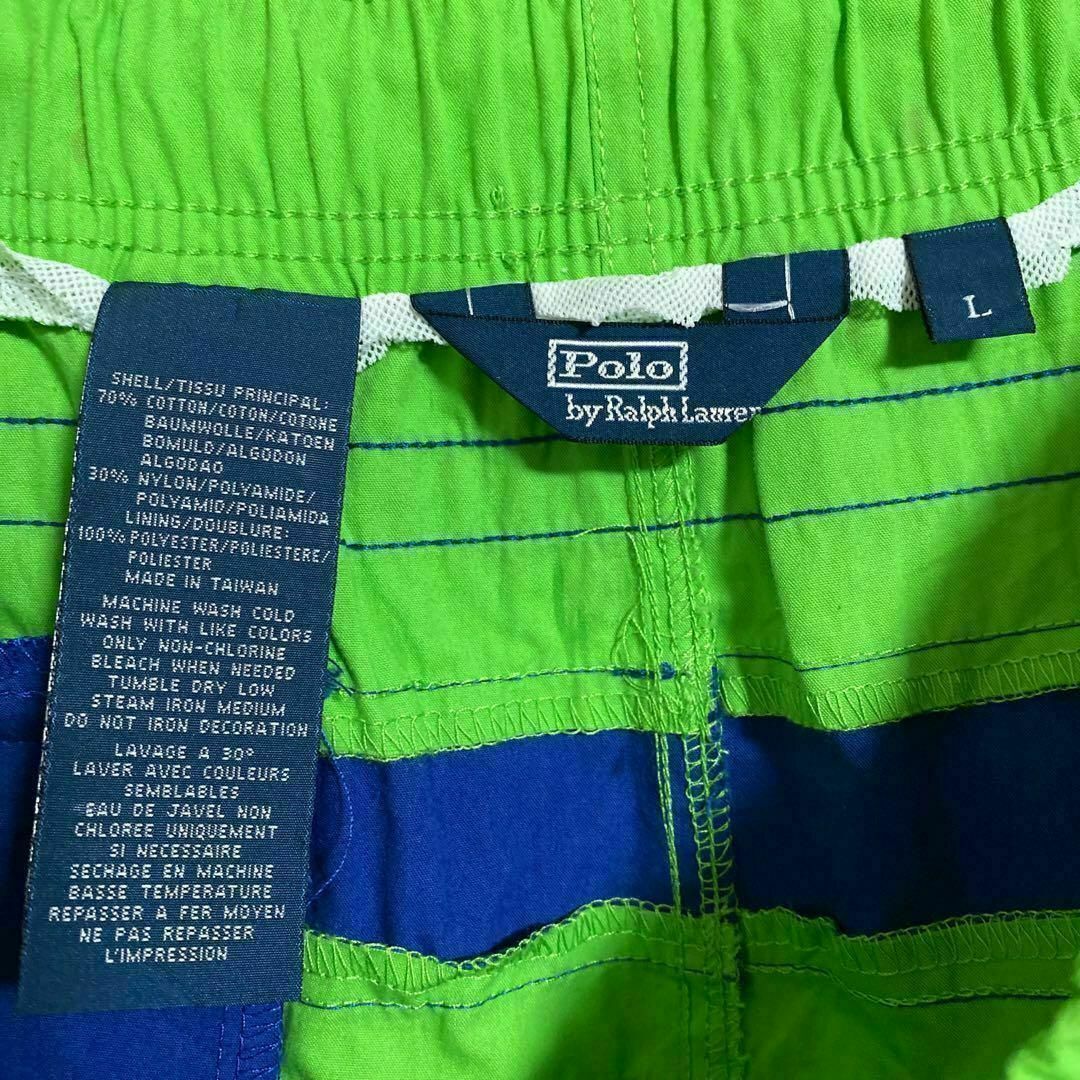 SHELL/TISSU PRINCIPAL:
70% COTTON/COTON/COTONE
BAUMWOLLE/KATOEN
BOMULD/ALGODON
ALGODAO
30% NYLON/POLYAMIDE/
POLYAMID/POLIAMIDA
LINING/DOUBLURE:
100% POLYESTER/POLIESTERE/
POLIESTER
MADE IN TAIWAN
MACHINE WASH COLD
WASH WITH LIKE COLORS
ONLY NON-CHLORINE
BLEACH WHEN NEEDED
TUMBLE DRY LOW
STEAM IRON MEDIUM
DO NOT IRON DECORATION
LAVAGE A 30°
LAVER AVEC COULEURS
SEMBLABLES
EAU DE JAVEL NON
CHLOREE UNIQUEMENT
SI NECESSAIRE
SECHAGE EN MACHINE
BASSE TEMPERATURE
REPASSER A FER MOYEN
NE PAS REPASSER
L'IMPRESSION
Polo
by Ralph Lauren
L